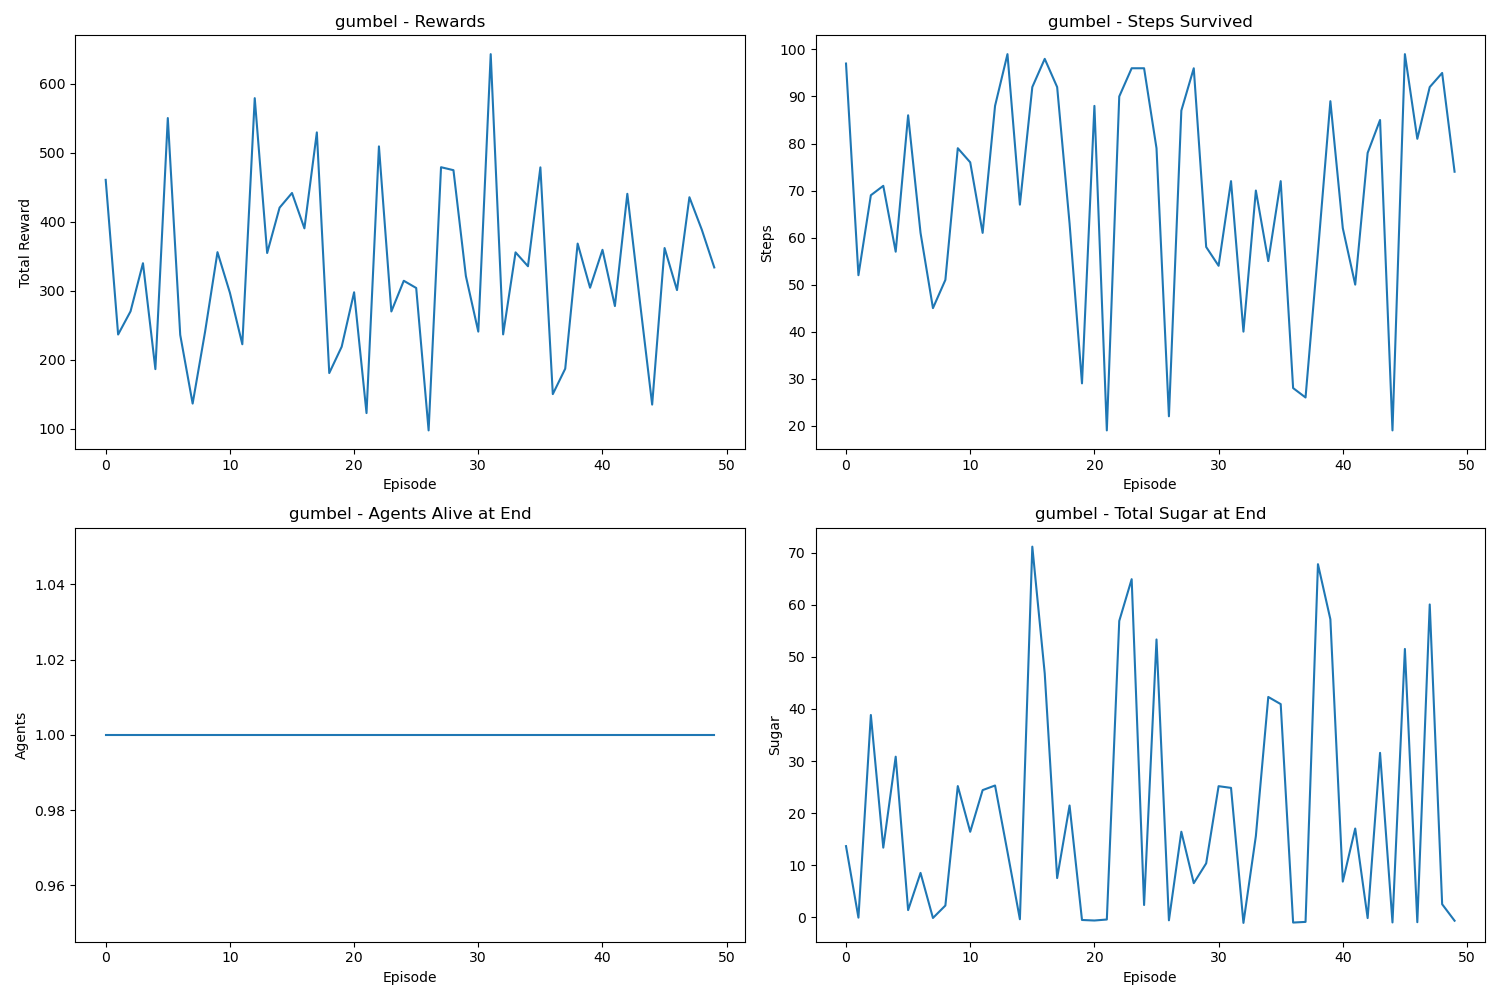 gumbel - Rewards
Total Reward
600
500
400
300
200
100
0 10 20 30 40 50
Episode
gumbel - Steps Survived
Steps
100
90
80
70
60
50
40
30
20
0 10 20 30 40 50
Episode
gumbel - Agents Alive at End
Agents
1.04
1.02
1.00
0.98
0.96
0 10 20 30 40 50
Episode
gumbel - Total Sugar at End
Sugar
70
60
50
40
30
20
10
0
0 10 20 30 40 50
Episode